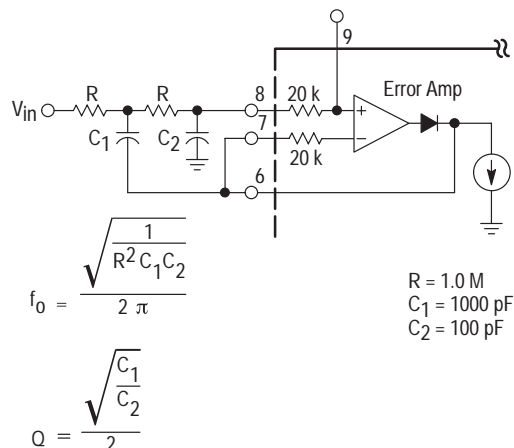 9
R
R
8
20 k
Error Amp
V_in
+
7
−
C_1
C_2
20 k
6
f_o = √(1 / (R^2 C_1 C_2)) / (2 π)
R = 1.0 M
C_1 = 1000 pF
C_2 = 100 pF
Q = √(C_1 / C_2) / 2